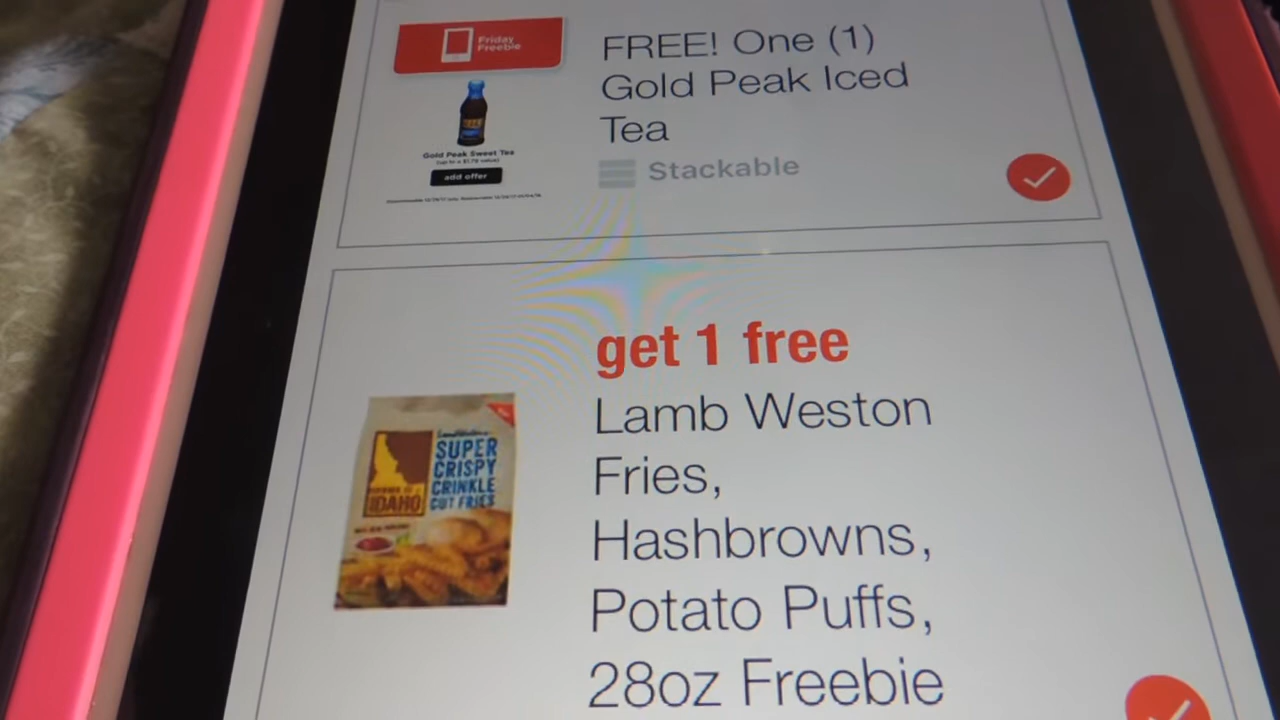 Friday
Freebie
FREE! One (1)
Gold Peak Iced
Tea
Stackable
Gold Peak Sweet Tea
add offer
get 1 free
Lamb Weston
Fries,
Hashbrowns,
Potato Puffs,
28oz Freebie
SUPER
CRISPY
CRINKLE
CUT FRIES
IDAHO